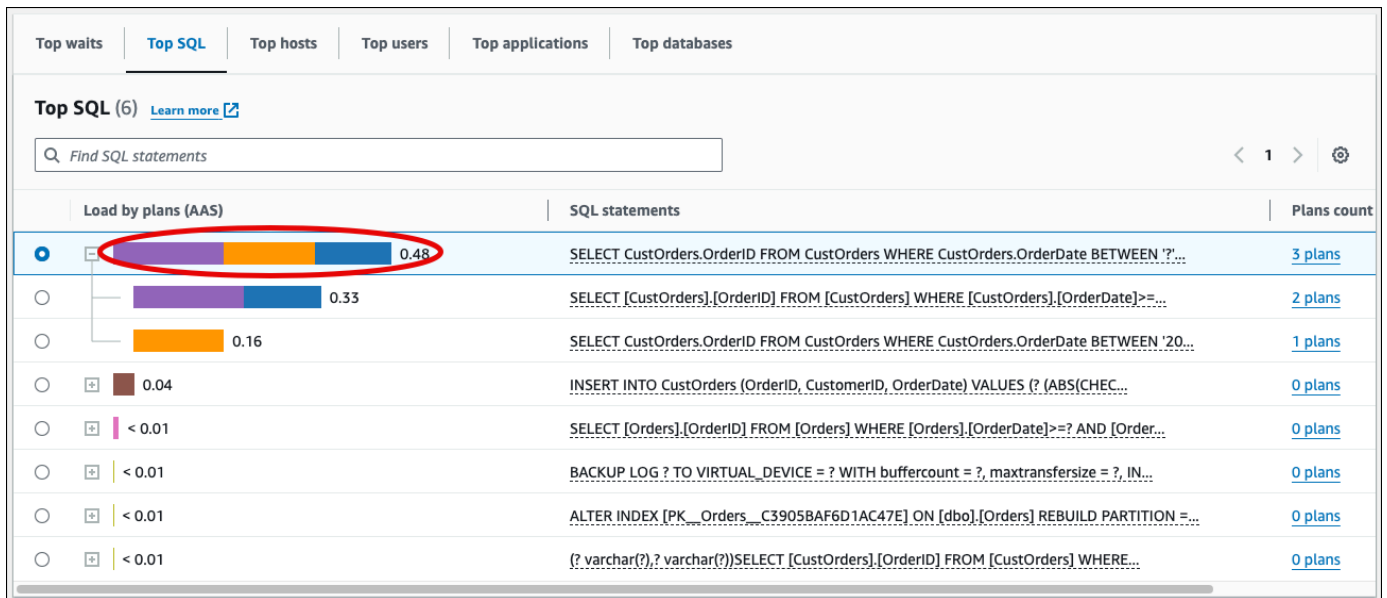 Top waits Top SQL Top hosts Top users Top applications Top databases
Top SQL (6) Learn more
Find SQL statements
1
Load by plans (AAS) SQL statements Plans count
0.48 SELECT CustOrders.OrderID FROM CustOrders WHERE CustOrders.OrderDate BETWEEN '?'... 3 plans
0.33 SELECT [CustOrders].[OrderID] FROM [CustOrders] WHERE [CustOrders].[OrderDate]>=... 2 plans
0.16 SELECT CustOrders.OrderID FROM CustOrders WHERE CustOrders.OrderDate BETWEEN '20... 1 plans
0.04 INSERT INTO CustOrders (OrderID, CustomerID, OrderDate) VALUES (? (ABS(CHEC... 0 plans
< 0.01 SELECT [Orders].[OrderID] FROM [Orders] WHERE [Orders].[OrderDate]>=? AND [Order... 0 plans
< 0.01 BACKUP LOG ? TO VIRTUAL_DEVICE = ? WITH buffercount = ?, maxtransfersize = ?, IN... 0 plans
< 0.01 ALTER INDEX [PK__Orders__C3905BAF6D1AC47E] ON [dbo].[Orders] REBUILD PARTITION =... 0 plans
< 0.01 (? varchar(?),? varchar(?))SELECT [CustOrders].[OrderID] FROM [CustOrders] WHERE... 0 plans